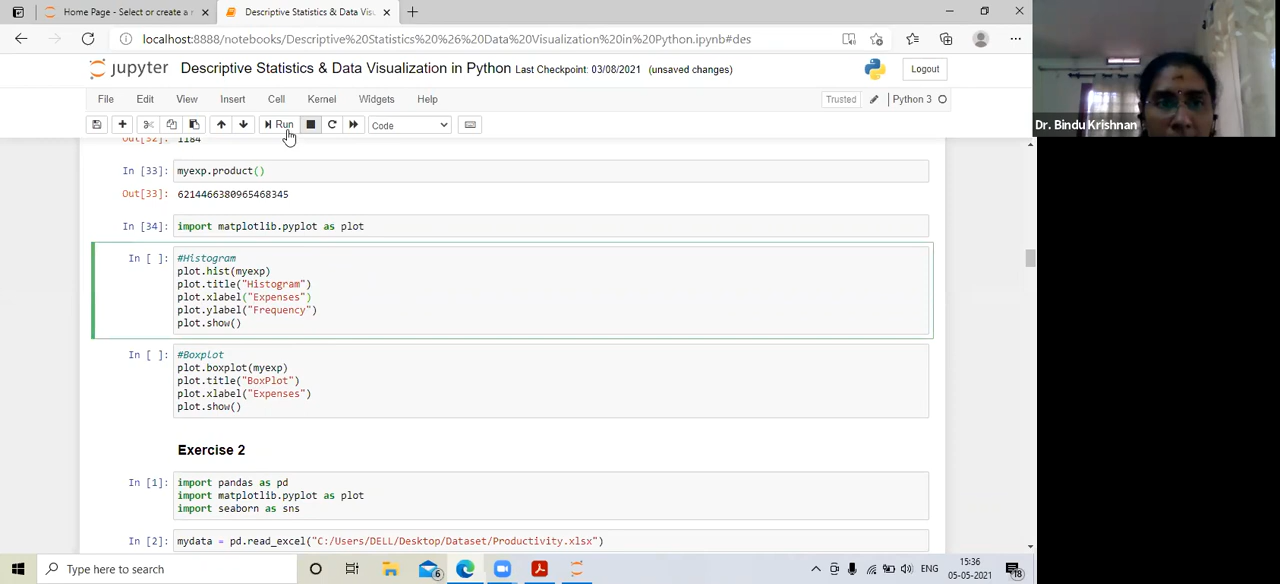 Home Page - Select or create a
Descriptive Statistics & Data Visu
localhost:8888/notebooks/Descriptive%20Statistics%20%26%20Data%20Visualization%20in%20Python.ipynb#des
jupyter Descriptive Statistics & Data Visualization in Python Last Checkpoint: 03/08/2021 (unsaved changes)
Logout
File Edit View Insert Cell Kernel Widgets Help
Trusted
Python 3
Run
Code
Out[32]: 1184
In [33]: myexp.product()
Out[33]: 6214466380965468345
In [34]: import matplotlib.pyplot as plot
In [ ]: #Histogram
plot.hist(myexp)
plot.title("Histogram")
plot.xlabel("Expenses")
plot.ylabel("Frequency")
plot.show()
In [ ]: #Boxplot
plot.boxplot(myexp)
plot.title("BoxPlot")
plot.xlabel("Expenses")
plot.show()
Exercise 2
In [1]: import pandas as pd
import matplotlib.pyplot as plot
import seaborn as sns
In [2]: mydata = pd.read_excel("C:/Users/DELL/Desktop/Dataset/Productivity.xlsx")
Dr. Bindu Krishnan
Type here to search
6
ENG
15:36
05-05-2021
18